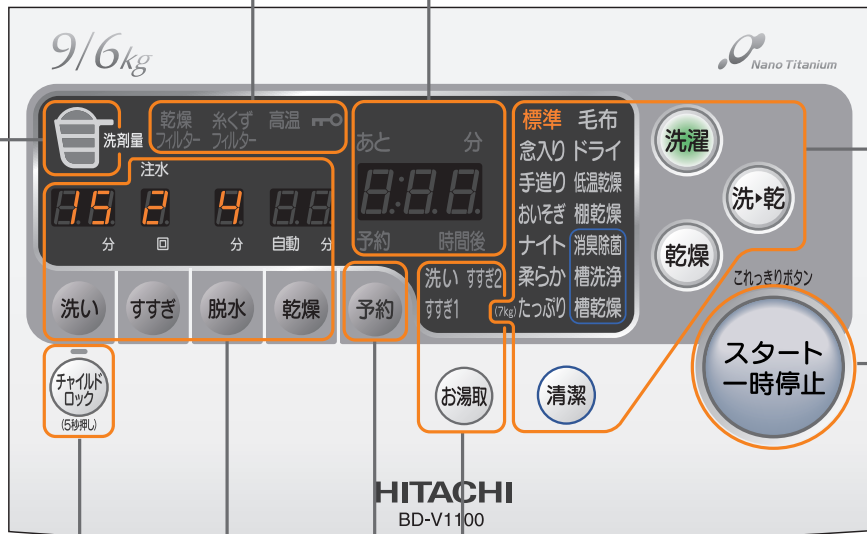 9/6kg
Nano Titanium
洗剤量
乾燥フィルター
糸くずフィルター
高温
あと 分
8:88
予約 時間後
注水
15 2 4 88
分 回 分 自動 分
標準 毛布
念入り ドライ
手造り 低温乾燥
おいそぎ 棚乾燥
ナイト 消臭除菌
柔らか 槽洗浄
(7kg) たっぷり 槽乾燥
洗い すすぎ2
すすぎ1
洗濯
洗▸乾
乾燥
洗い
すすぎ
脱水
乾燥
予約
これっきりボタン
スタート
一時停止
チャイルド
ロック
(5秒押し)
お湯取
清潔
HITACHI
BD-V1100